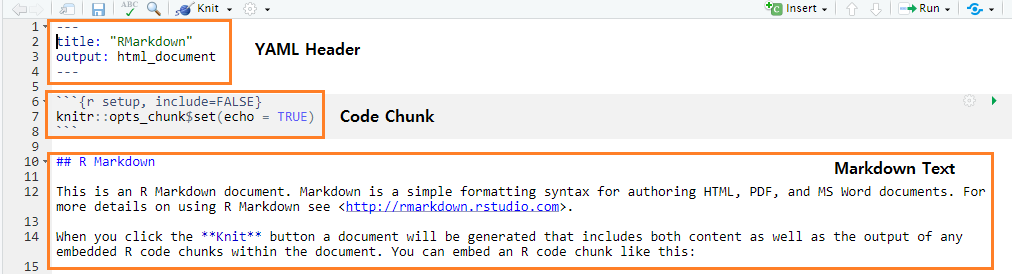 ABC Knit Insert Run
1 ---
2 title: "RMarkdown"
3 output: html_document
YAML Header
4 ---
5
6 ```{r setup, include=FALSE}
7 knitr::opts_chunk$set(echo = TRUE)
Code Chunk
8 ```
9
10 ## R Markdown
Markdown Text
11
12 This is an R Markdown document. Markdown is a simple formatting syntax for authoring HTML, PDF, and MS Word documents. For
more details on using R Markdown see <http://rmarkdown.rstudio.com>.
13
14 When you click the **Knit** button a document will be generated that includes both content as well as the output of any
embedded R code chunks within the document. You can embed an R code chunk like this:
15